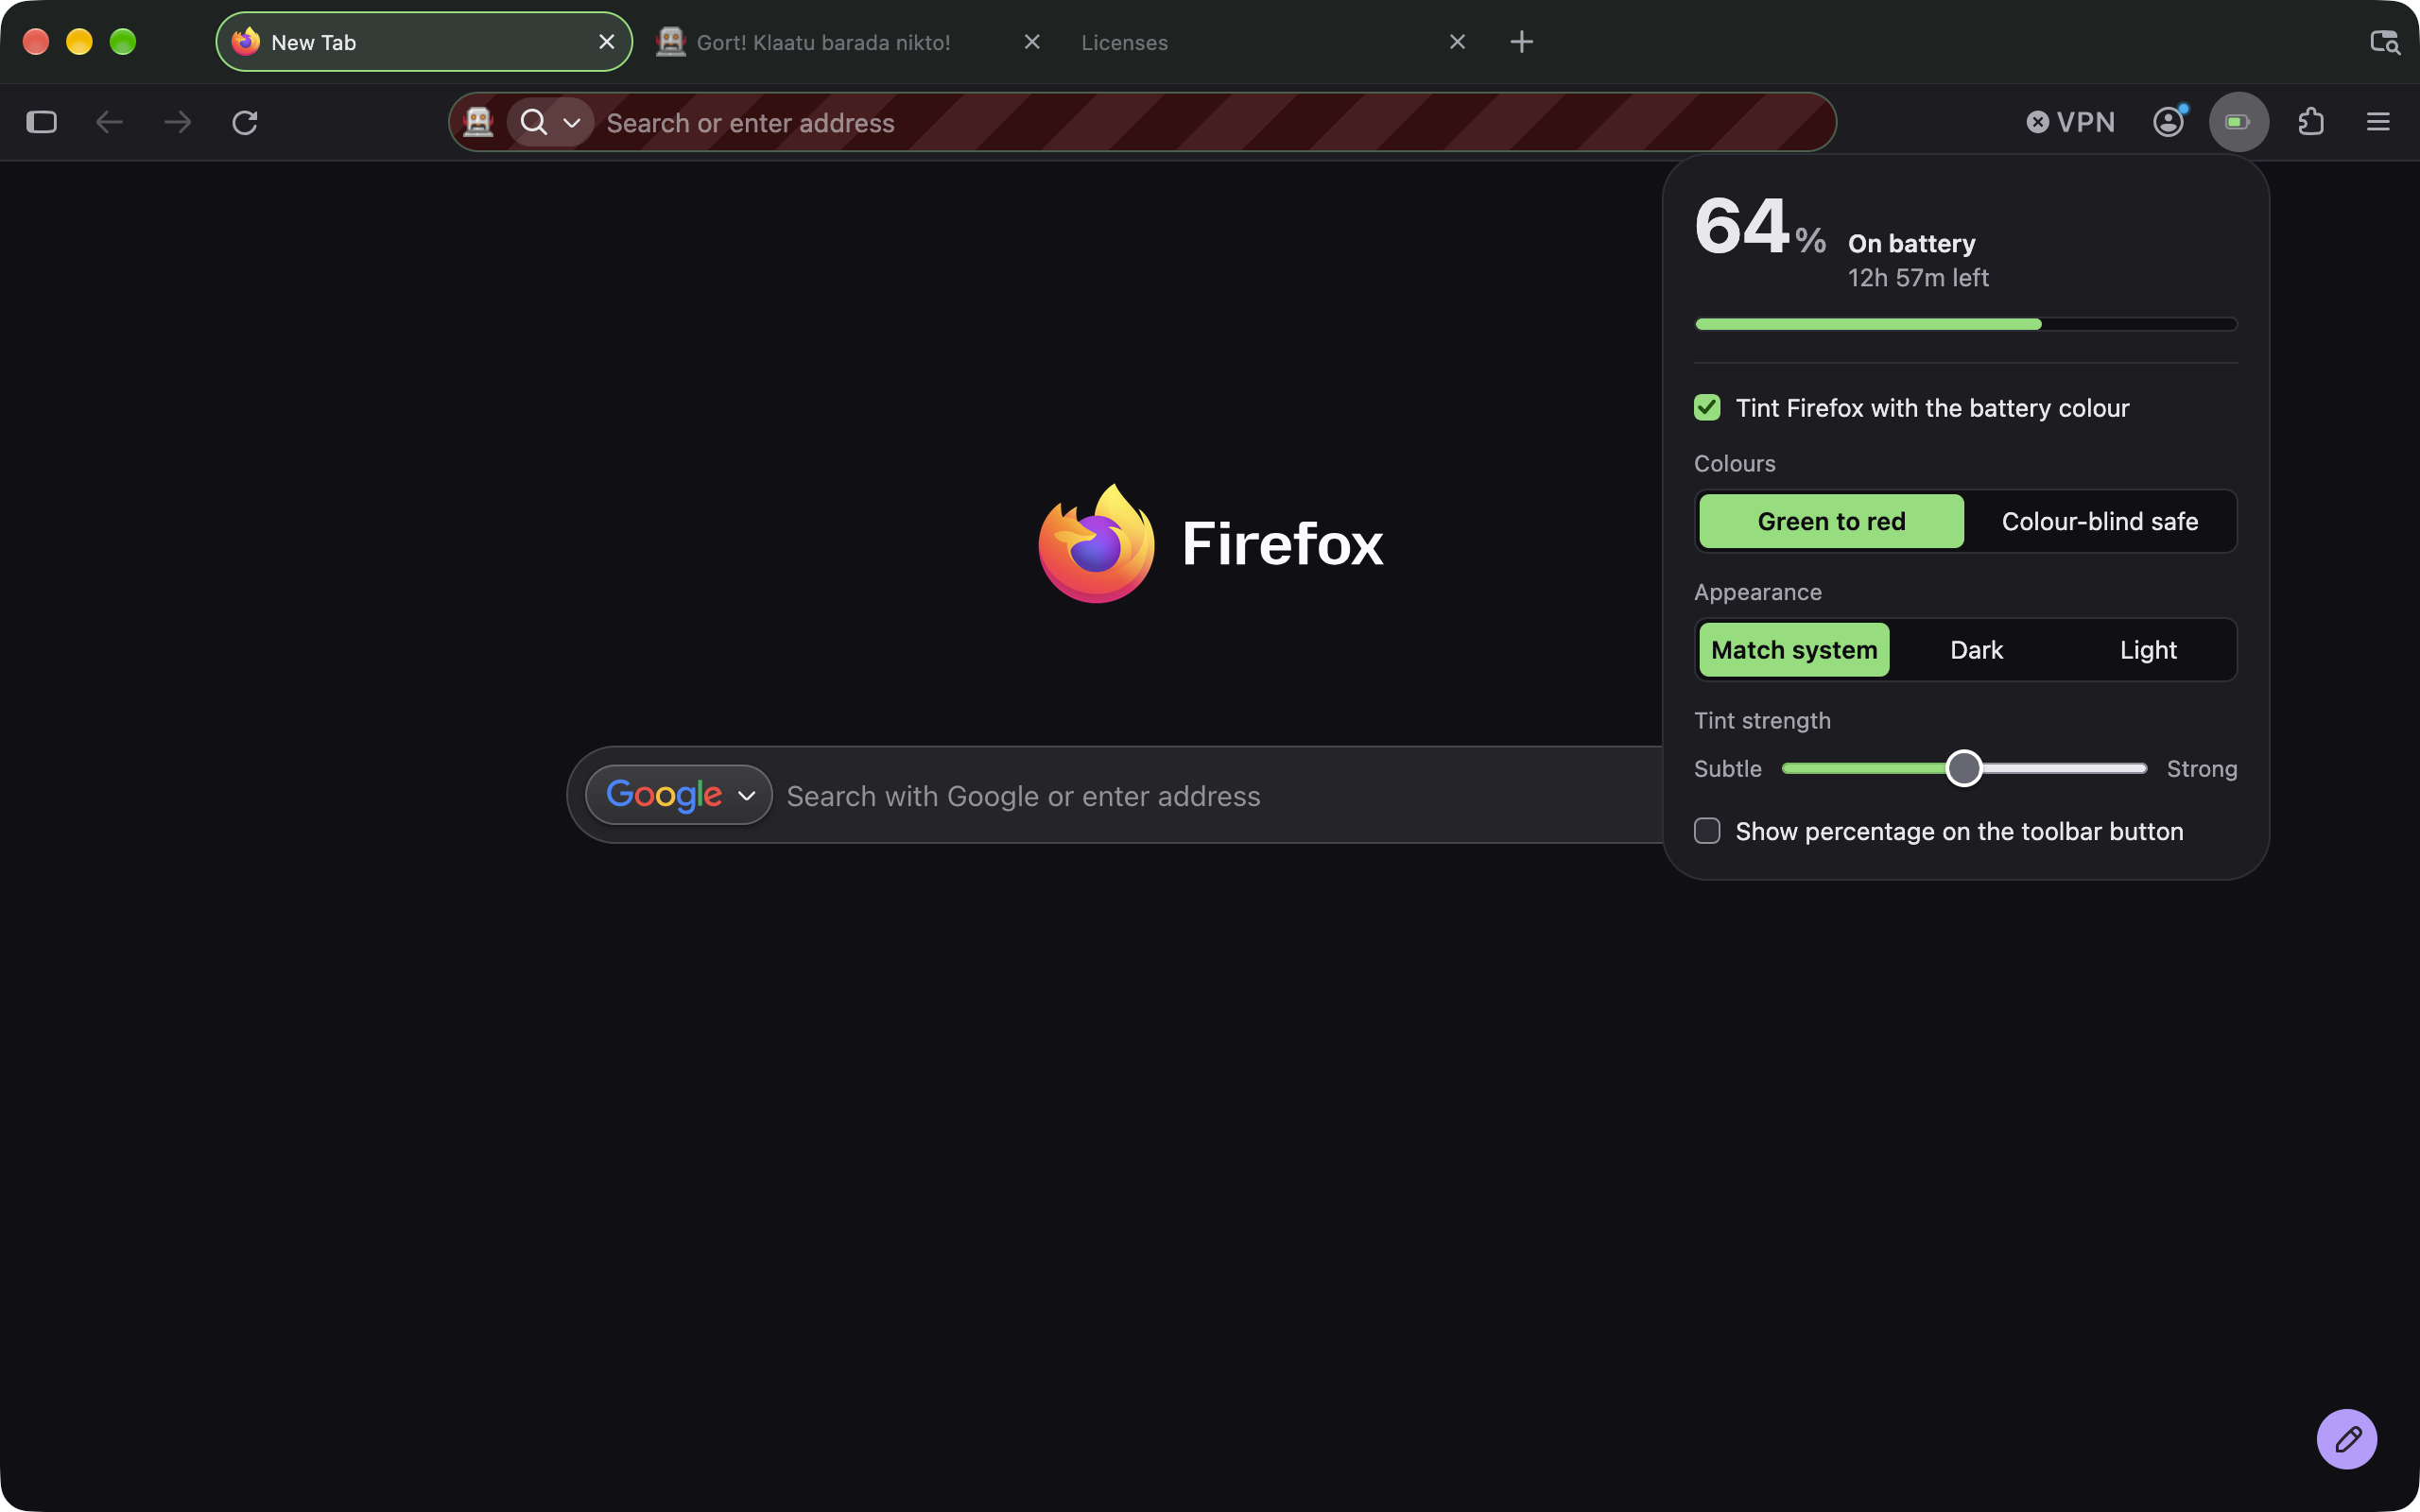 New Tab
Gort! Klaatu barada nikto!
Licenses
Search or enter address
VPN
64%
On battery
12h 57m left
Tint Firefox with the battery colour
Colours
Green to red
Colour-blind safe
Appearance
Match system
Dark
Light
Tint strength
Subtle
Strong
Show percentage on the toolbar button
Firefox
Google
Search with Google or enter address